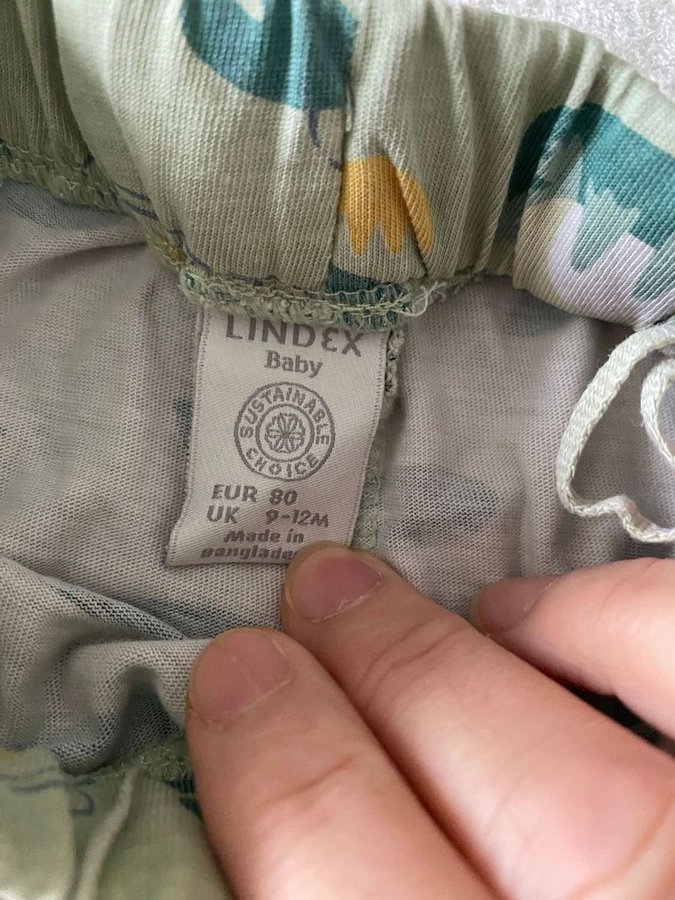 LINDEX
Baby
SUSTAINABLE
CHOICE
EUR 80
UK 9-12M
Made in